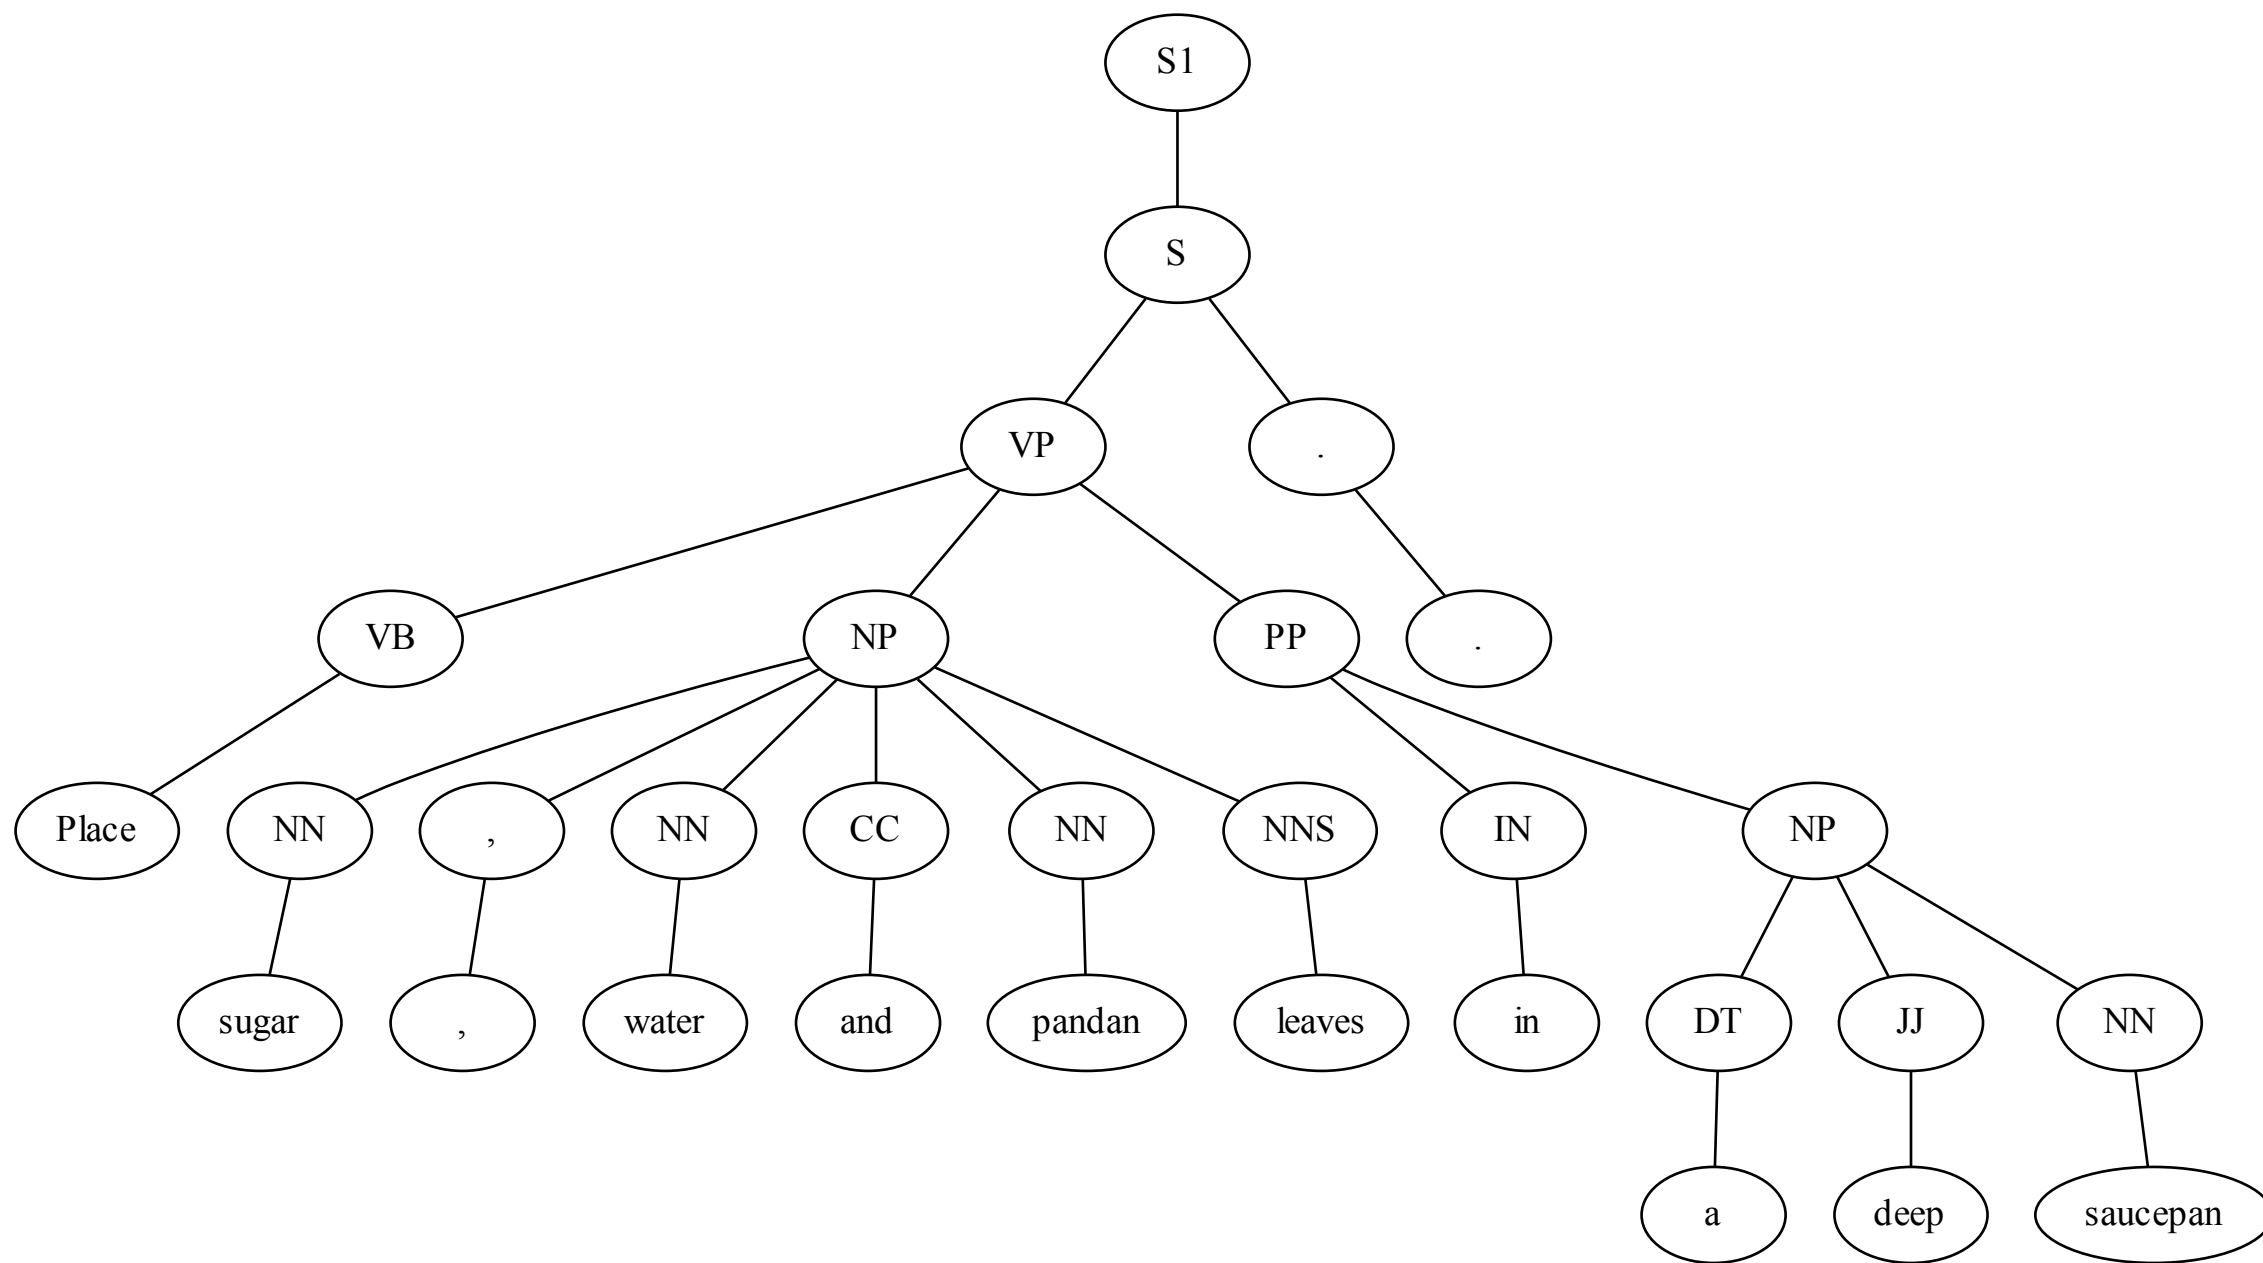 S1
S
VP .
VB NP PP .
Place NN , NN CC NN NNS IN NP
sugar , water and pandan leaves in DT JJ NN
a deep saucepan